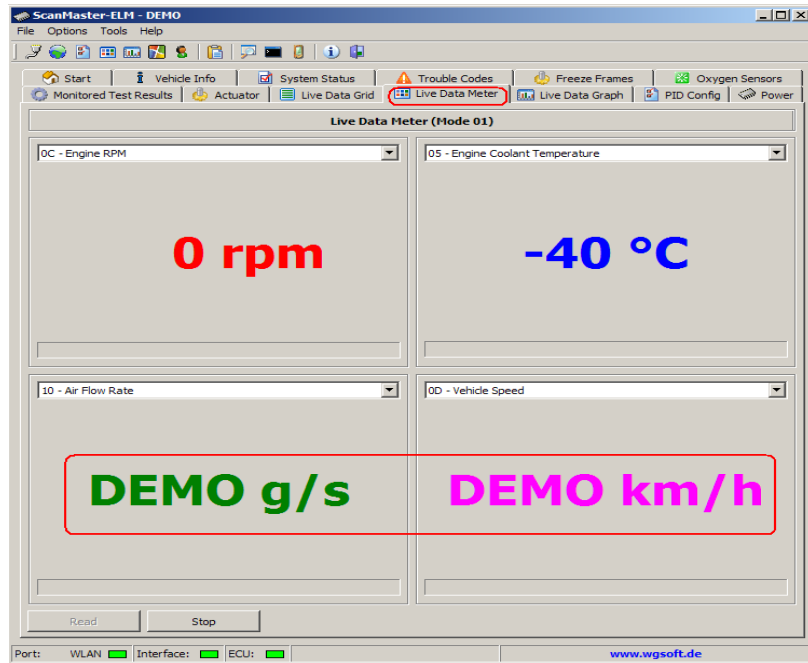 ScanMaster-ELM - DEMO
File Options Tools Help
Start Vehicle Info System Status Trouble Codes Freeze Frames Oxygen Sensors
Monitored Test Results Actuator Live Data Grid Live Data Meter Live Data Graph PID Config Power
Live Data Meter (Mode 01)
0C - Engine RPM 05 - Engine Coolant Temperature
0 rpm -40 °C
10 - Air Flow Rate 0D - Vehicle Speed
DEMO g/s DEMO km/h
Read Stop
Port: WLAN Interface: ECU: www.wgsoft.de